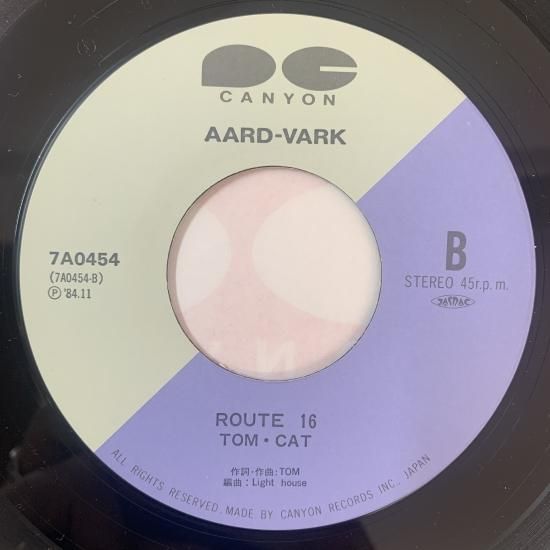 CANYON
AARD-VARK
7A0454
(7A0454-B)
Ⓟ '84.11
B
STEREO 45r.p.m.
JASRAC
ROUTE 16
TOM・CAT
作詞・作曲:TOM
編曲:Light house
ALL RIGHTS RESERVED. MADE BY CANYON RECORDS INC., JAPAN